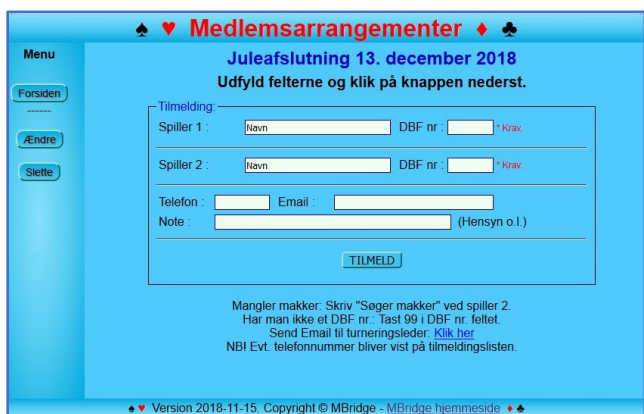 ♠ ♥ Medlemsarrangementer ♦ ♣
Menu
Forsiden
------
Ændre
Slette
Juleafslutning 13. december 2018
Udfyld felterne og klik på knappen nederst.
Tilmelding:
Spiller 1 : Navn DBF nr : * Krav.
Spiller 2 : Navn DBF nr : * Krav.
Telefon : Email :
Note : (Hensyn o.l.)
TILMELD
Mangler makker: Skriv "Søger makker" ved spiller 2.
Har man ikke et DBF nr.: Tast 99 i DBF nr. feltet.
Send Email til turneringsleder: Klik her
NB! Evt. telefonnummer bliver vist på tilmeldingslisten.
♠ ♥ Version 2018-11-15. Copyright © MBridge - MBridge hjemmeside ♦ ♣